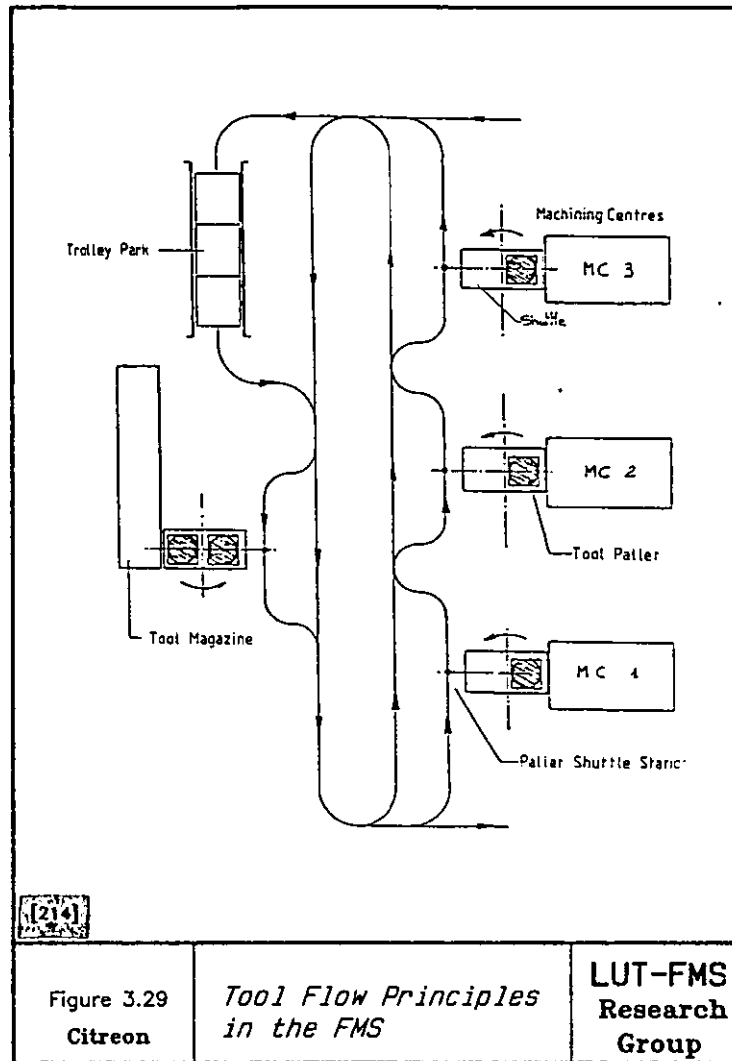 Trolley Park
Machining Centres
MC 3
Shuttle
MC 2
Tool Pallet
Tool Magazine
MC 1
Pallet Shuttle Static
[214]
Figure 3.29
Citreon
Tool Flow Principles
in the FMS
LUT-FMS
Research
Group